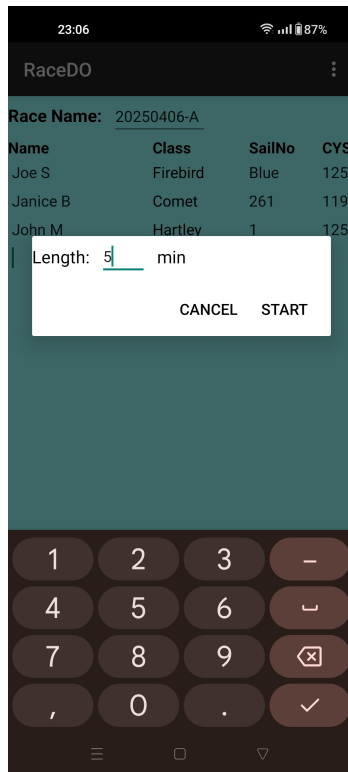 23:06 87%
RaceDO
Race Name: 20250406-A
Name Class SailNo CYS
Joe S Firebird Blue 125
Janice B Comet 261 119
John M Hartley 1 125
Length: 5 min
CANCEL START
1 2 3 –
4 5 6
7 8 9
, 0 .